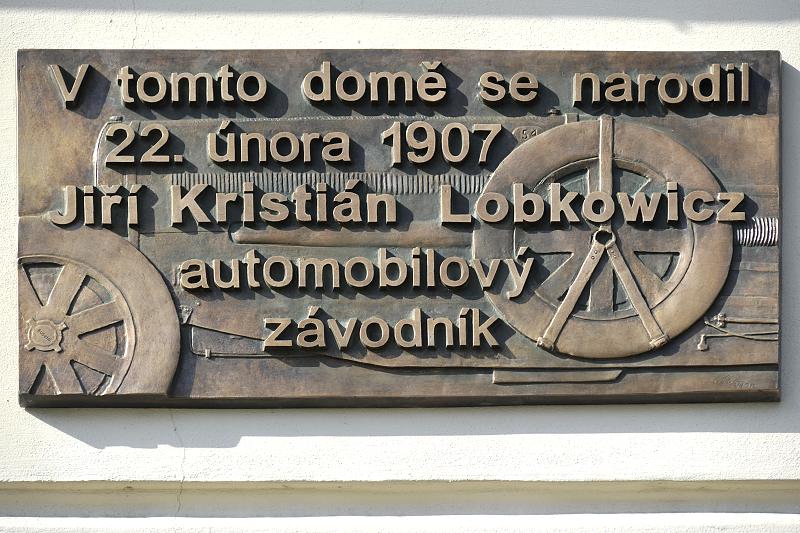 V tomto domě se narodil
22. února 1907
Jiří Kristián Lobkowicz
automobilový
závodník